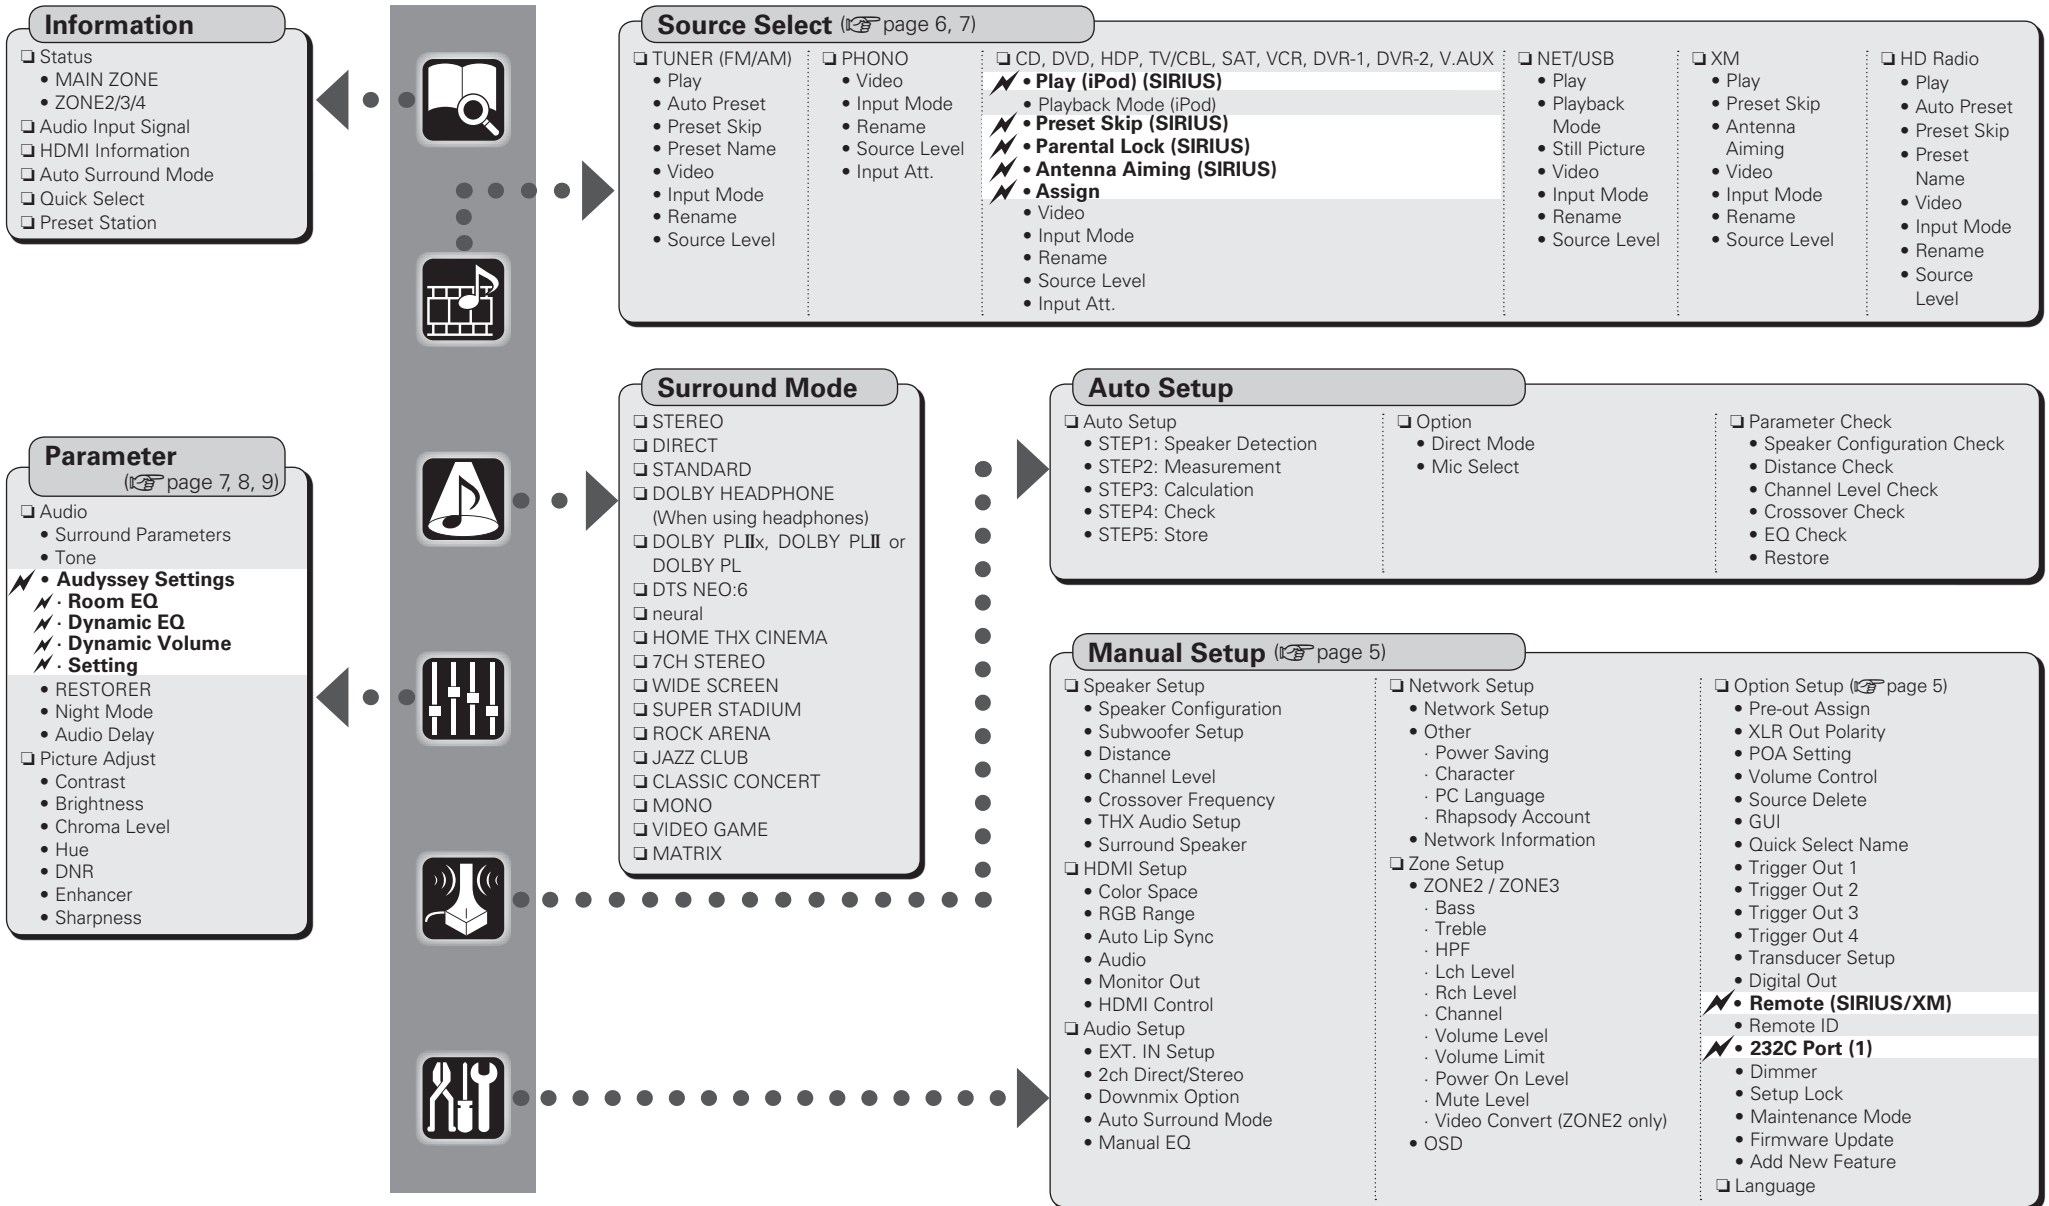 Information
❏ Status
• MAIN ZONE
• ZONE2/3/4
❏ Audio Input Signal
❏ HDMI Information
❏ Auto Surround Mode
❏ Quick Select
❏ Preset Station
Source Select (☞ page 6, 7)
❏ TUNER (FM/AM)
• Play
• Auto Preset
• Preset Skip
• Preset Name
• Video
• Input Mode
• Rename
• Source Level
❏ PHONO
• Video
• Input Mode
• Rename
• Source Level
• Input Att.
❏ CD, DVD, HDP, TV/CBL, SAT, VCR, DVR-1, DVR-2, V.AUX
• Play (iPod) (SIRIUS)
• Playback Mode (iPod)
• Preset Skip (SIRIUS)
• Parental Lock (SIRIUS)
• Antenna Aiming (SIRIUS)
• Assign
• Video
• Input Mode
• Rename
• Source Level
• Input Att.
❏ NET/USB
• Play
• Playback
Mode
• Still Picture
• Video
• Input Mode
• Rename
• Source Level
❏ XM
• Play
• Preset Skip
• Antenna
Aiming
• Video
• Input Mode
• Rename
• Source Level
❏ HD Radio
• Play
• Auto Preset
• Preset Skip
• Preset
Name
• Video
• Input Mode
• Rename
• Source
Level
Parameter
(☞ page 7, 8, 9)
❏ Audio
• Surround Parameters
• Tone
• Audyssey Settings
· Room EQ
· Dynamic EQ
· Dynamic Volume
· Setting
• RESTORER
• Night Mode
• Audio Delay
❏ Picture Adjust
• Contrast
• Brightness
• Chroma Level
• Hue
• DNR
• Enhancer
• Sharpness
Surround Mode
❏ STEREO
❏ DIRECT
❏ STANDARD
❏ DOLBY HEADPHONE
(When using headphones)
❏ DOLBY PLⅡx, DOLBY PLⅡ or
DOLBY PL
❏ DTS NEO:6
❏ neural
❏ HOME THX CINEMA
❏ 7CH STEREO
❏ WIDE SCREEN
❏ SUPER STADIUM
❏ ROCK ARENA
❏ JAZZ CLUB
❏ CLASSIC CONCERT
❏ MONO
❏ VIDEO GAME
❏ MATRIX
Auto Setup
❏ Auto Setup
• STEP1: Speaker Detection
• STEP2: Measurement
• STEP3: Calculation
• STEP4: Check
• STEP5: Store
❏ Option
• Direct Mode
• Mic Select
❏ Parameter Check
• Speaker Configuration Check
• Distance Check
• Channel Level Check
• Crossover Check
• EQ Check
• Restore
Manual Setup (☞ page 5)
❏ Speaker Setup
• Speaker Configuration
• Subwoofer Setup
• Distance
• Channel Level
• Crossover Frequency
• THX Audio Setup
• Surround Speaker
❏ HDMI Setup
• Color Space
• RGB Range
• Auto Lip Sync
• Audio
• Monitor Out
• HDMI Control
❏ Audio Setup
• EXT. IN Setup
• 2ch Direct/Stereo
• Downmix Option
• Auto Surround Mode
• Manual EQ
❏ Network Setup
• Network Setup
• Other
· Power Saving
· Character
· PC Language
· Rhapsody Account
• Network Information
❏ Zone Setup
• ZONE2 / ZONE3
· Bass
· Treble
· HPF
· Lch Level
· Rch Level
· Channel
· Volume Level
· Volume Limit
· Power On Level
· Mute Level
· Video Convert (ZONE2 only)
• OSD
❏ Option Setup (☞ page 5)
• Pre-out Assign
• XLR Out Polarity
• POA Setting
• Volume Control
• Source Delete
• GUI
• Quick Select Name
• Trigger Out 1
• Trigger Out 2
• Trigger Out 3
• Trigger Out 4
• Transducer Setup
• Digital Out
• Remote (SIRIUS/XM)
• Remote ID
• 232C Port (1)
• Dimmer
• Setup Lock
• Maintenance Mode
• Firmware Update
• Add New Feature
❏ Language